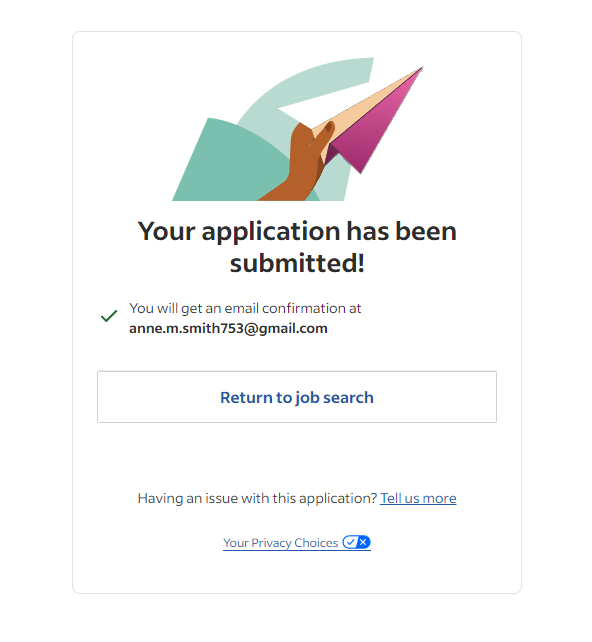 Your application has been
submitted!
You will get an email confirmation at
anne.m.smith753@gmail.com
Return to job search
Having an issue with this application? Tell us more
Your Privacy Choices